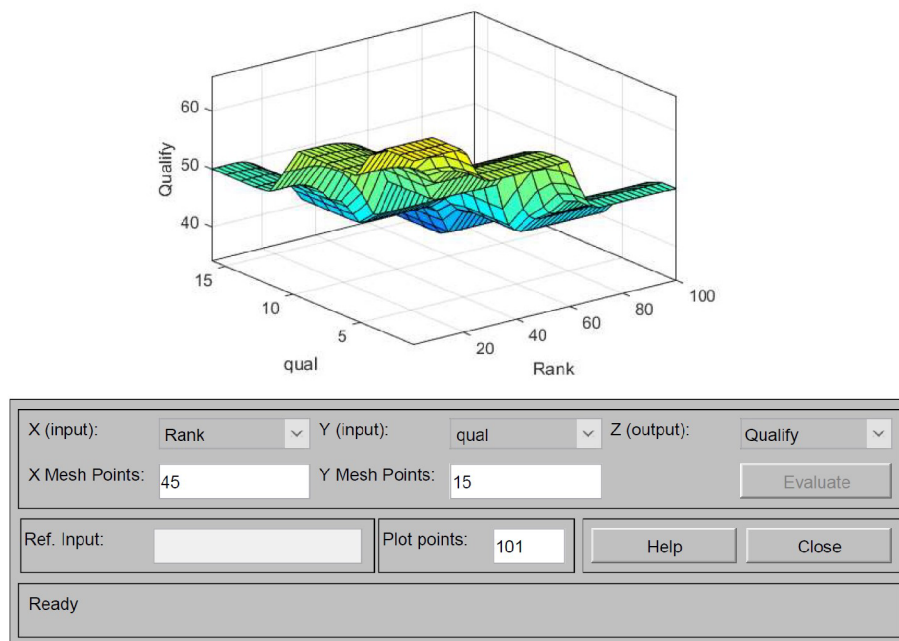 60
50
40
Qualify
15
10
5
qual
20
40
60
80
100
Rank
X (input):
Rank
Y (input):
qual
Z (output):
Qualify
X Mesh Points:
45
Y Mesh Points:
15
Evaluate
Ref. Input:
Plot points:
101
Help
Close
Ready